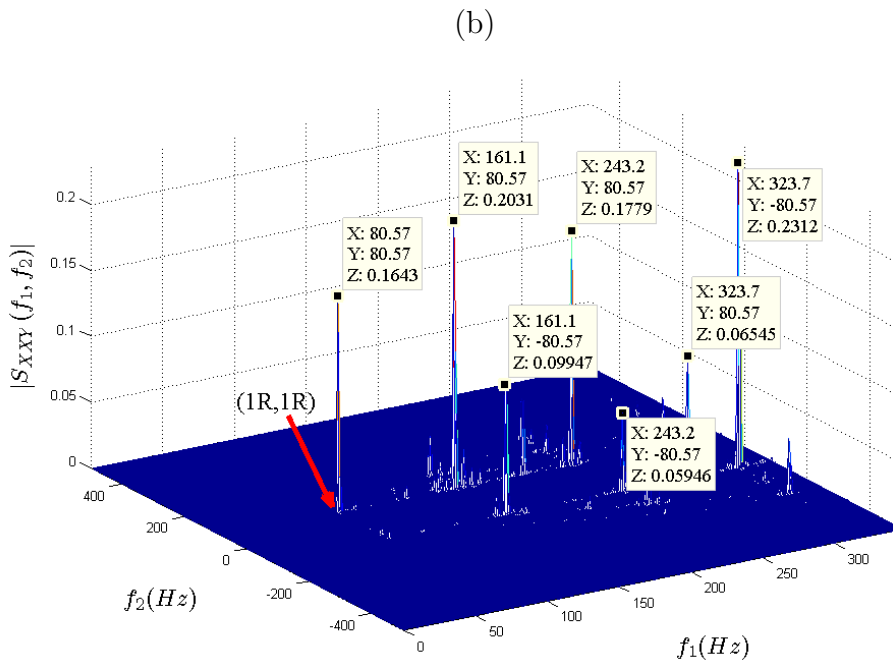 (b)
X: 161.1
Y: 80.57
Z: 0.2031
X: 243.2
Y: 80.57
Z: 0.1779
X: 323.7
Y: -80.57
Z: 0.2312
X: 80.57
Y: 80.57
Z: 0.1643
X: 323.7
Y: 80.57
Z: 0.06545
X: 161.1
Y: -80.57
Z: 0.09947
X: 243.2
Y: -80.57
Z: 0.05946
(1R,1R)
|S_{XXY}(f_1, f_2)|
0.2
0.15
0.1
0.05
0
400
200
0
-200
-400
f_2(Hz)
0
50
100
150
200
250
300
f_1(Hz)